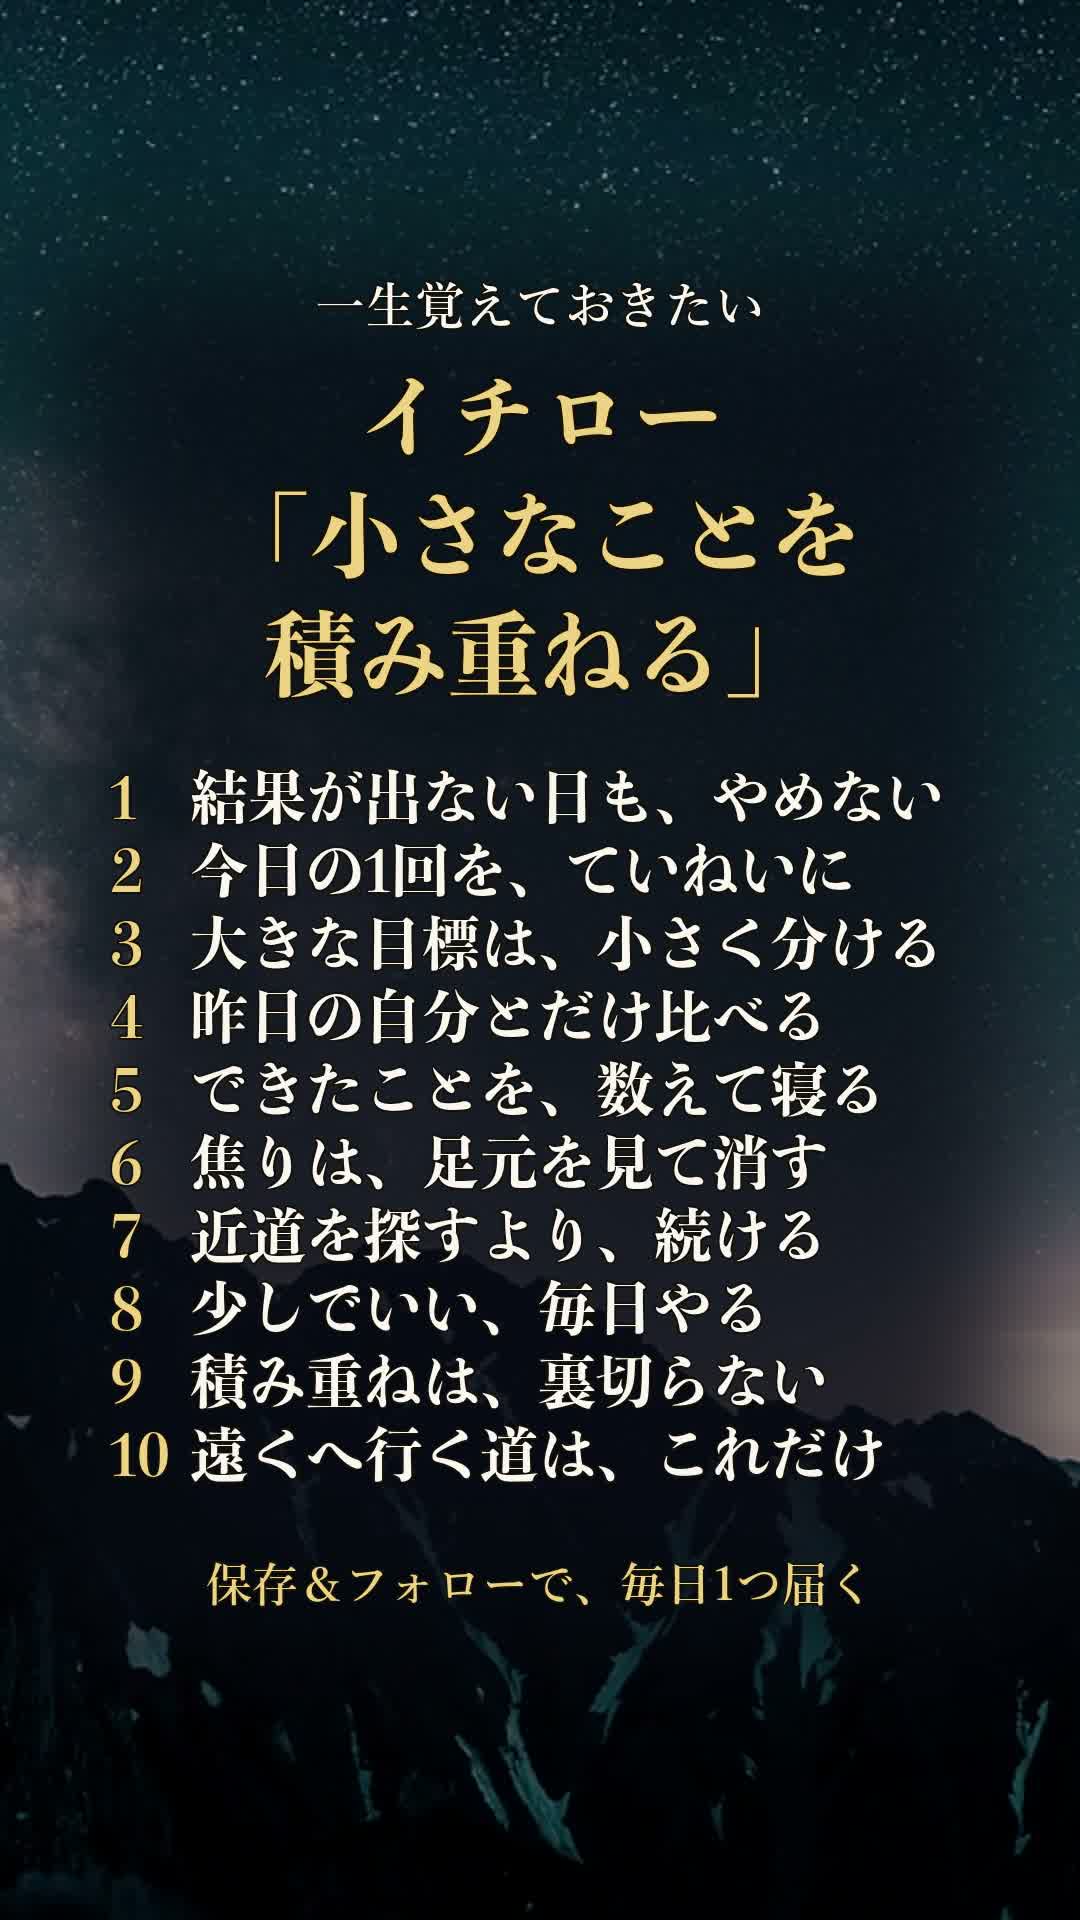 一生覚えておきたい
イチロー
「小さなことを
積み重ねる」
1 結果が出ない日も、やめない
2 今日の1回を、ていねいに
3 大きな目標は、小さく分ける
4 昨日の自分とだけ比べる
5 できたことを、数えて寝る
6 焦りは、足元を見て消す
7 近道を探すより、続ける
8 少しでいい、毎日やる
9 積み重ねは、裏切らない
10 遠くへ行く道は、これだけ
保存＆フォローで、毎日1つ届く